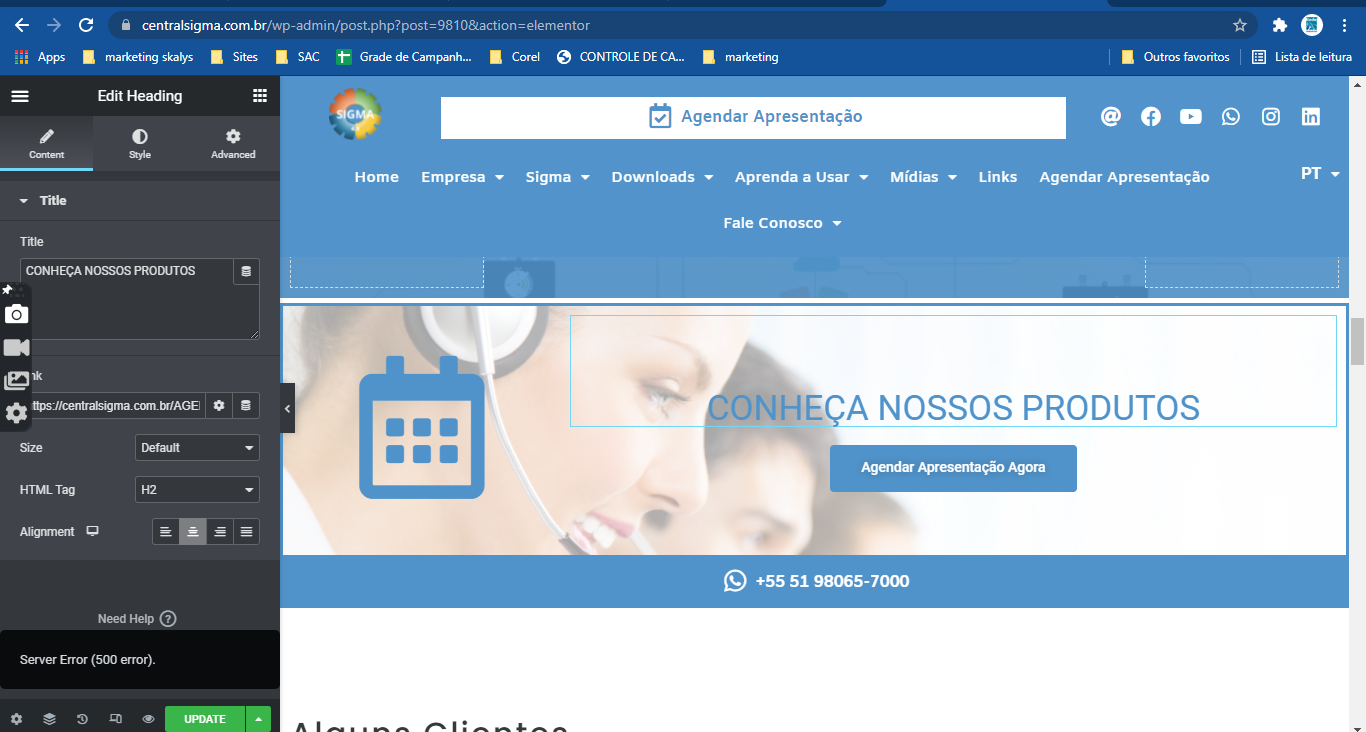 centralsigma.com.br/wp-admin/post.php?post=9810&action=elementor
Apps marketing skalys Sites SAC Grade de Campanh... Corel CONTROLE DE CA... marketing Outros favoritos Lista de leitura
Edit Heading
Content Style Advanced
Title
Title
CONHEÇA NOSSOS PRODUTOS
ttps://centralsigma.com.br/AGE
Size Default
HTML Tag H2
Alignment
Need Help ?
Server Error (500 error).
UPDATE
SIGMA
Agendar Apresentação
Home Empresa Sigma Downloads Aprenda a Usar Mídias Links Agendar Apresentação PT
Fale Conosco
CONHEÇA NOSSOS PRODUTOS
Agendar Apresentação Agora
+55 51 98065-7000
Alguns Clientes